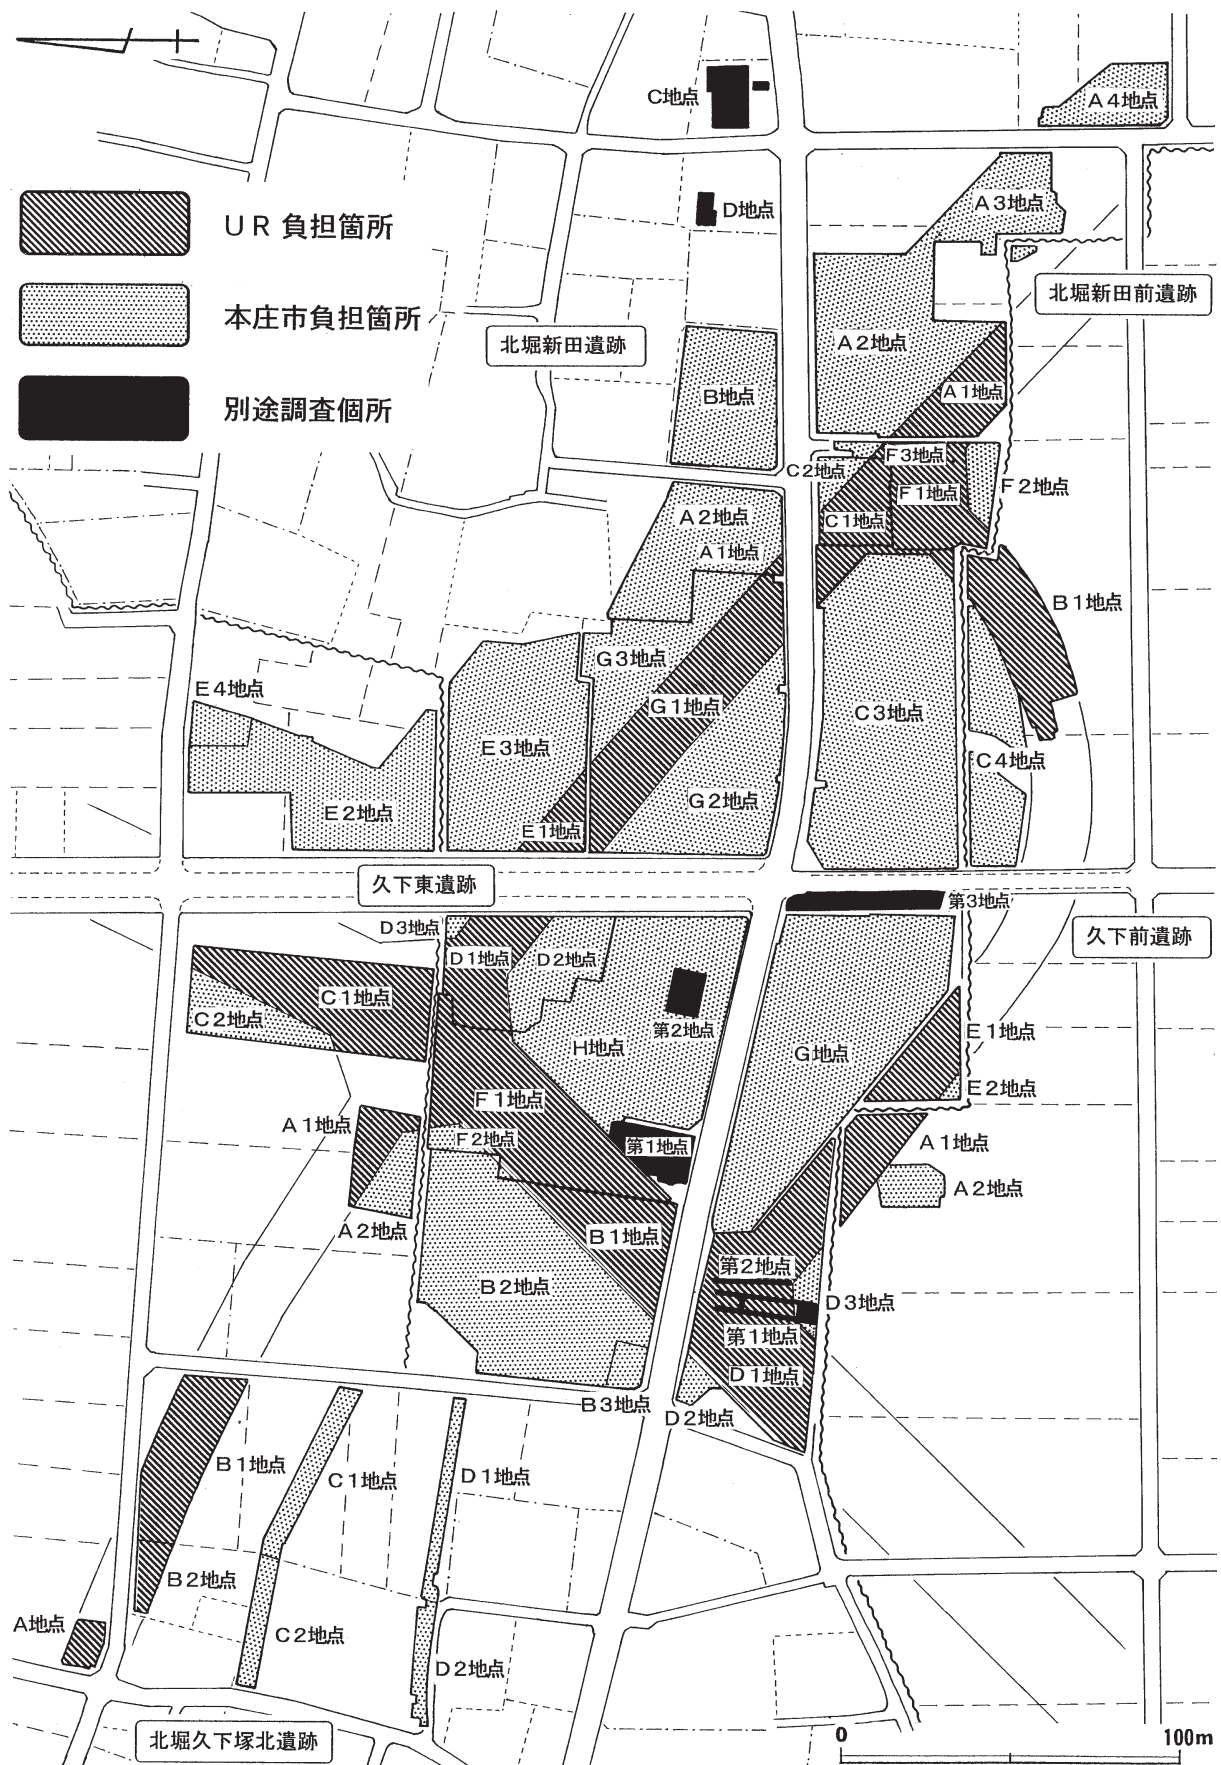 C地点
A4地点
UR負担箇所
D地点
A3地点
本庄市負担箇所
北堀新田遺跡
北堀新田前遺跡
A2地点
別途調査個所
B地点
A1地点
C2地点
F3地点
F1地点
F2地点
A2地点
C1地点
A1地点
B1地点
G3地点
E4地点
G1地点
C3地点
E3地点
C4地点
E2地点
G2地点
E1地点
久下東遺跡
第3地点
D3地点
久下前遺跡
D1地点
D2地点
C1地点
C2地点
第2地点
E1地点
H地点
G地点
E2地点
F1地点
A1地点
F2地点
第1地点
A1地点
A2地点
A2地点
B1地点
第2地点
B2地点
D3地点
第1地点
D1地点
B3地点
D2地点
B1地点
C1地点
D1地点
B2地点
A地点
C2地点
D2地点
北堀久下塚北遺跡
0 100m